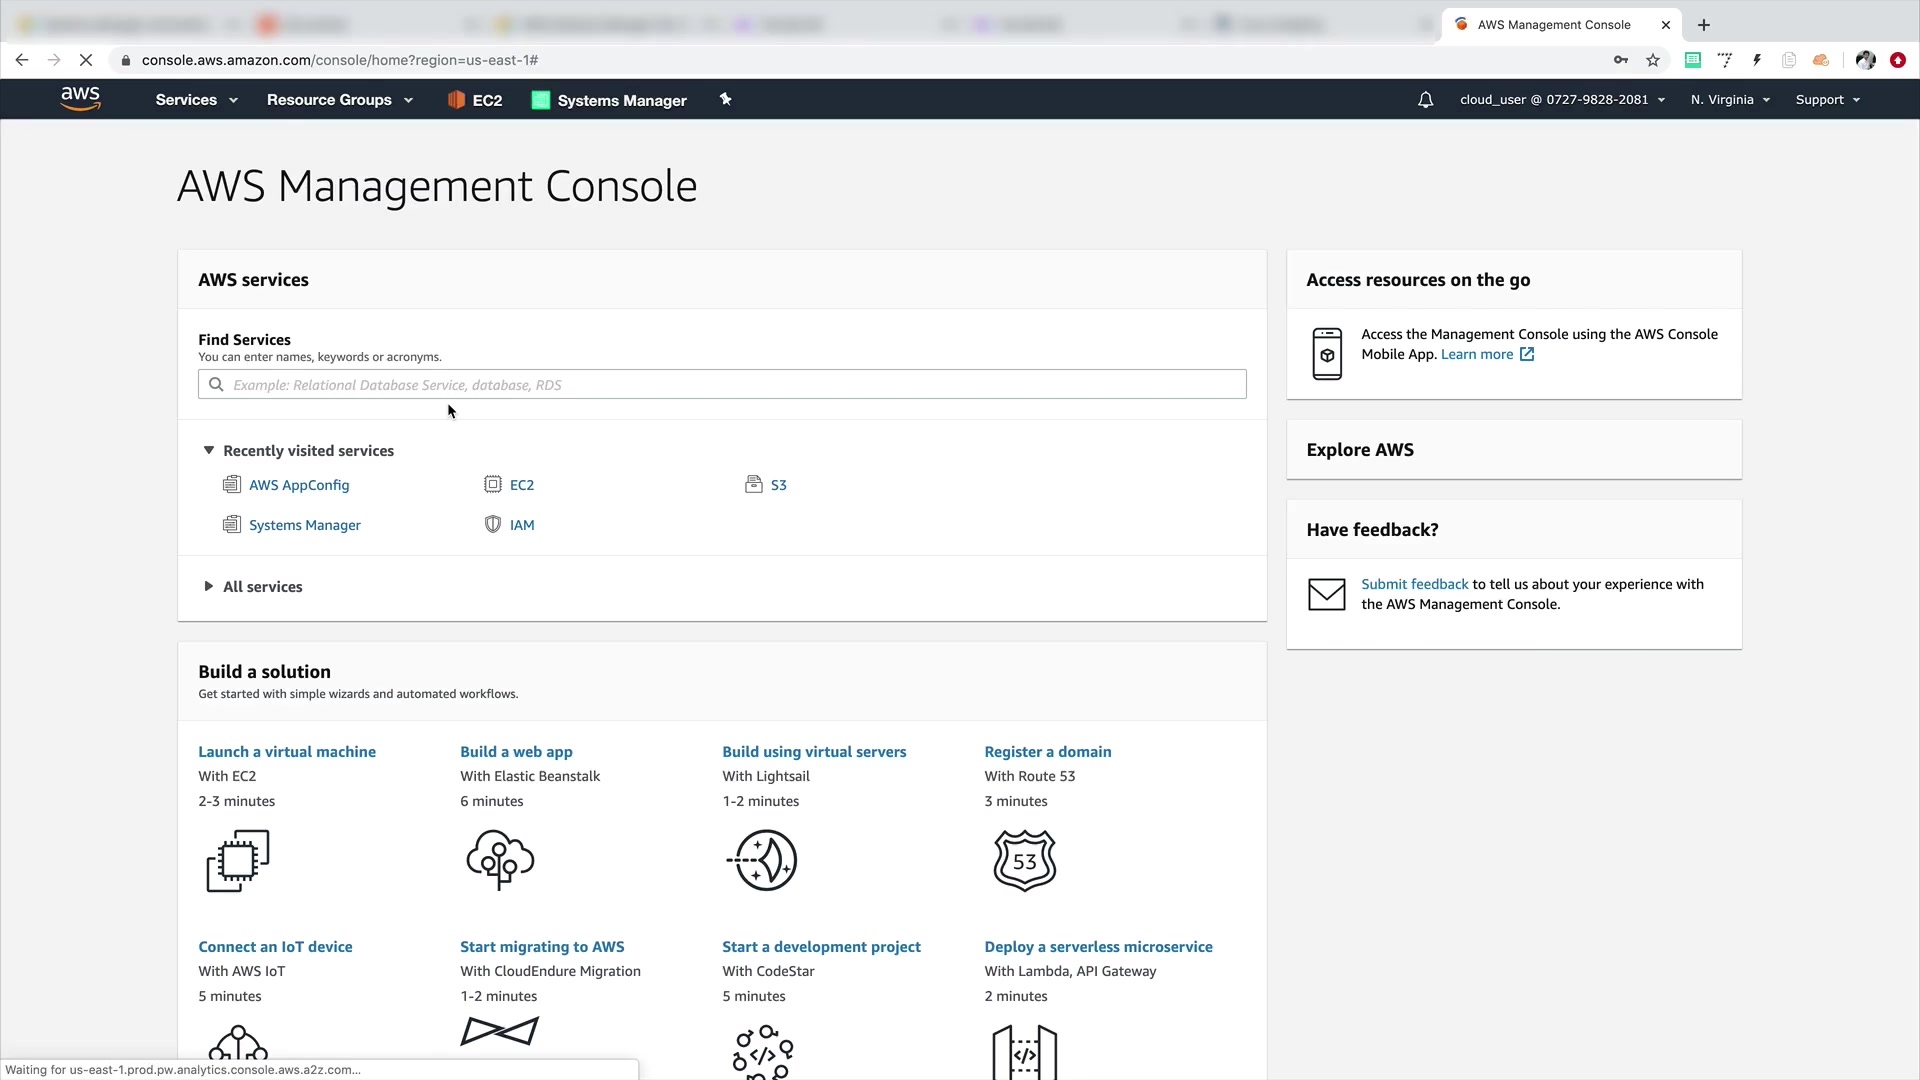 AWS Management Console
console.aws.amazon.com/console/home?region=us-east-1#
aws
Services
Resource Groups
EC2
Systems Manager
cloud_user @ 0727-9828-2081
N. Virginia
Support
AWS Management Console
AWS services
Find Services
You can enter names, keywords or acronyms.
Example: Relational Database Service, database, RDS
Recently visited services
AWS AppConfig
EC2
S3
Systems Manager
IAM
All services
Access resources on the go
Access the Management Console using the AWS Console
Mobile App. Learn more
Explore AWS
Have feedback?
Submit feedback to tell us about your experience with
the AWS Management Console.
Build a solution
Get started with simple wizards and automated workflows.
Launch a virtual machine
With EC2
2-3 minutes
Build a web app
With Elastic Beanstalk
6 minutes
Build using virtual servers
With Lightsail
1-2 minutes
Register a domain
With Route 53
3 minutes
53
Connect an IoT device
With AWS IoT
5 minutes
Start migrating to AWS
With CloudEndure Migration
1-2 minutes
Start a development project
With CodeStar
5 minutes
</>
Deploy a serverless microservice
With Lambda, API Gateway
2 minutes
</>
Waiting for us-east-1.prod.pw.analytics.console.aws.a2z.com...